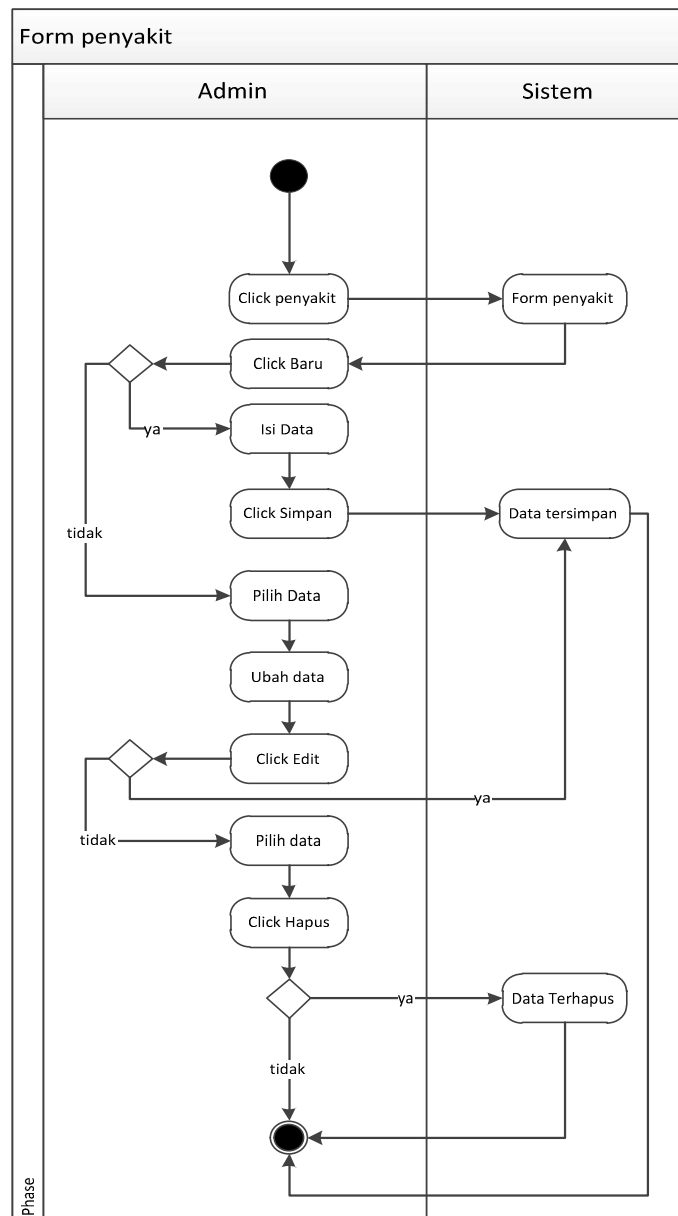 Form penyakit
Admin
Sistem
Click penyakit
Form penyakit
Click Baru
ya
Isi Data
Click Simpan
Data tersimpan
tidak
Pilih Data
Ubah data
Click Edit
ya
tidak
Pilih data
Click Hapus
ya
Data Terhapus
tidak
Phase